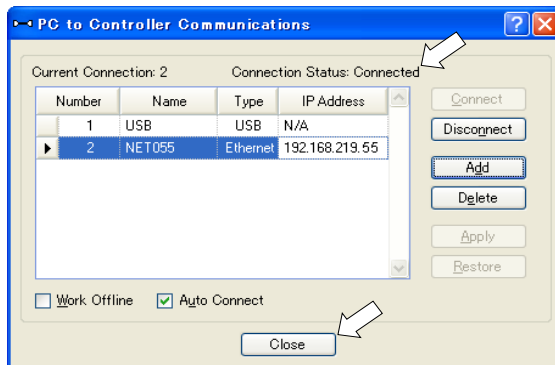 PC to Controller Communications
Current Connection: 2 Connection Status: Connected
Number Name Type IP Address
1 USB USB N/A
2 NET055 Ethernet 192.168.219.55
Connect
Disconnect
Add
Delete
Apply
Restore
Work Offline Auto Connect
Close